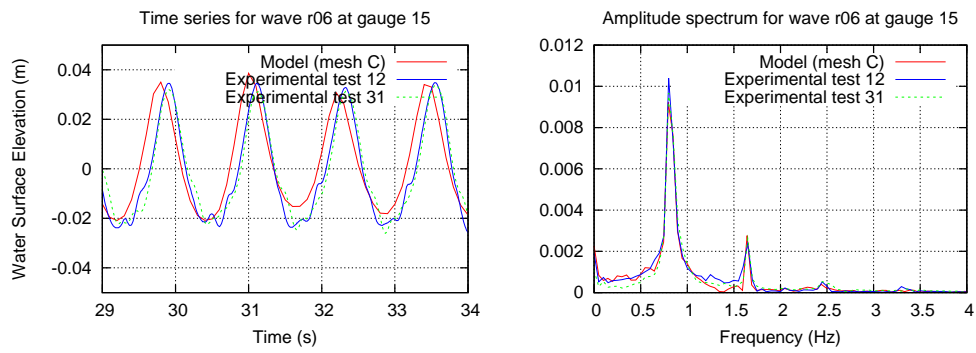 Time series for wave r06 at gauge 15
Water Surface Elevation (m)
0.04
0.02
0
-0.02
-0.04
Model (mesh C)
Experimental test 12
Experimental test 31
29 30 31 32 33 34
Time (s)
Amplitude spectrum for wave r06 at gauge 15
0.012
0.01
0.008
0.006
0.004
0.002
0
Model (mesh C)
Experimental test 12
Experimental test 31
0 0.5 1 1.5 2 2.5 3 3.5 4
Frequency (Hz)